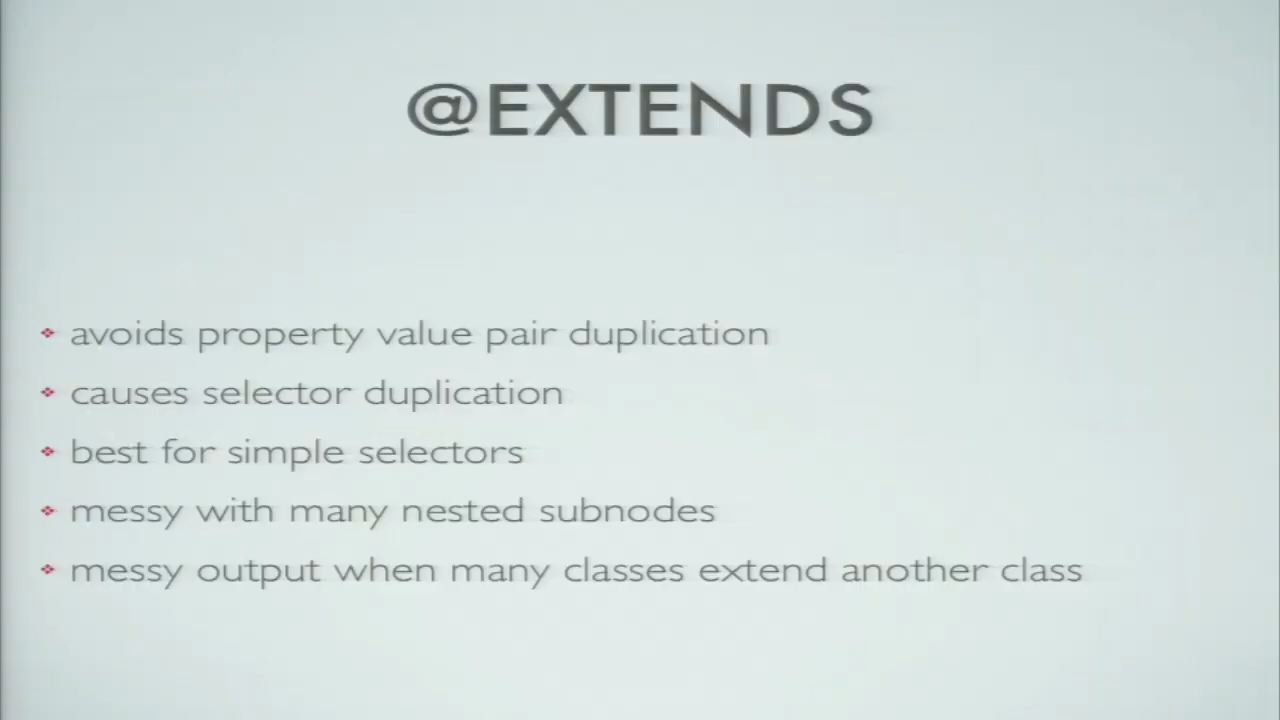 @EXTENDS
avoids property value pair duplication
causes selector duplication
best for simple selectors
messy with many nested subnodes
messy output when many classes extend another class